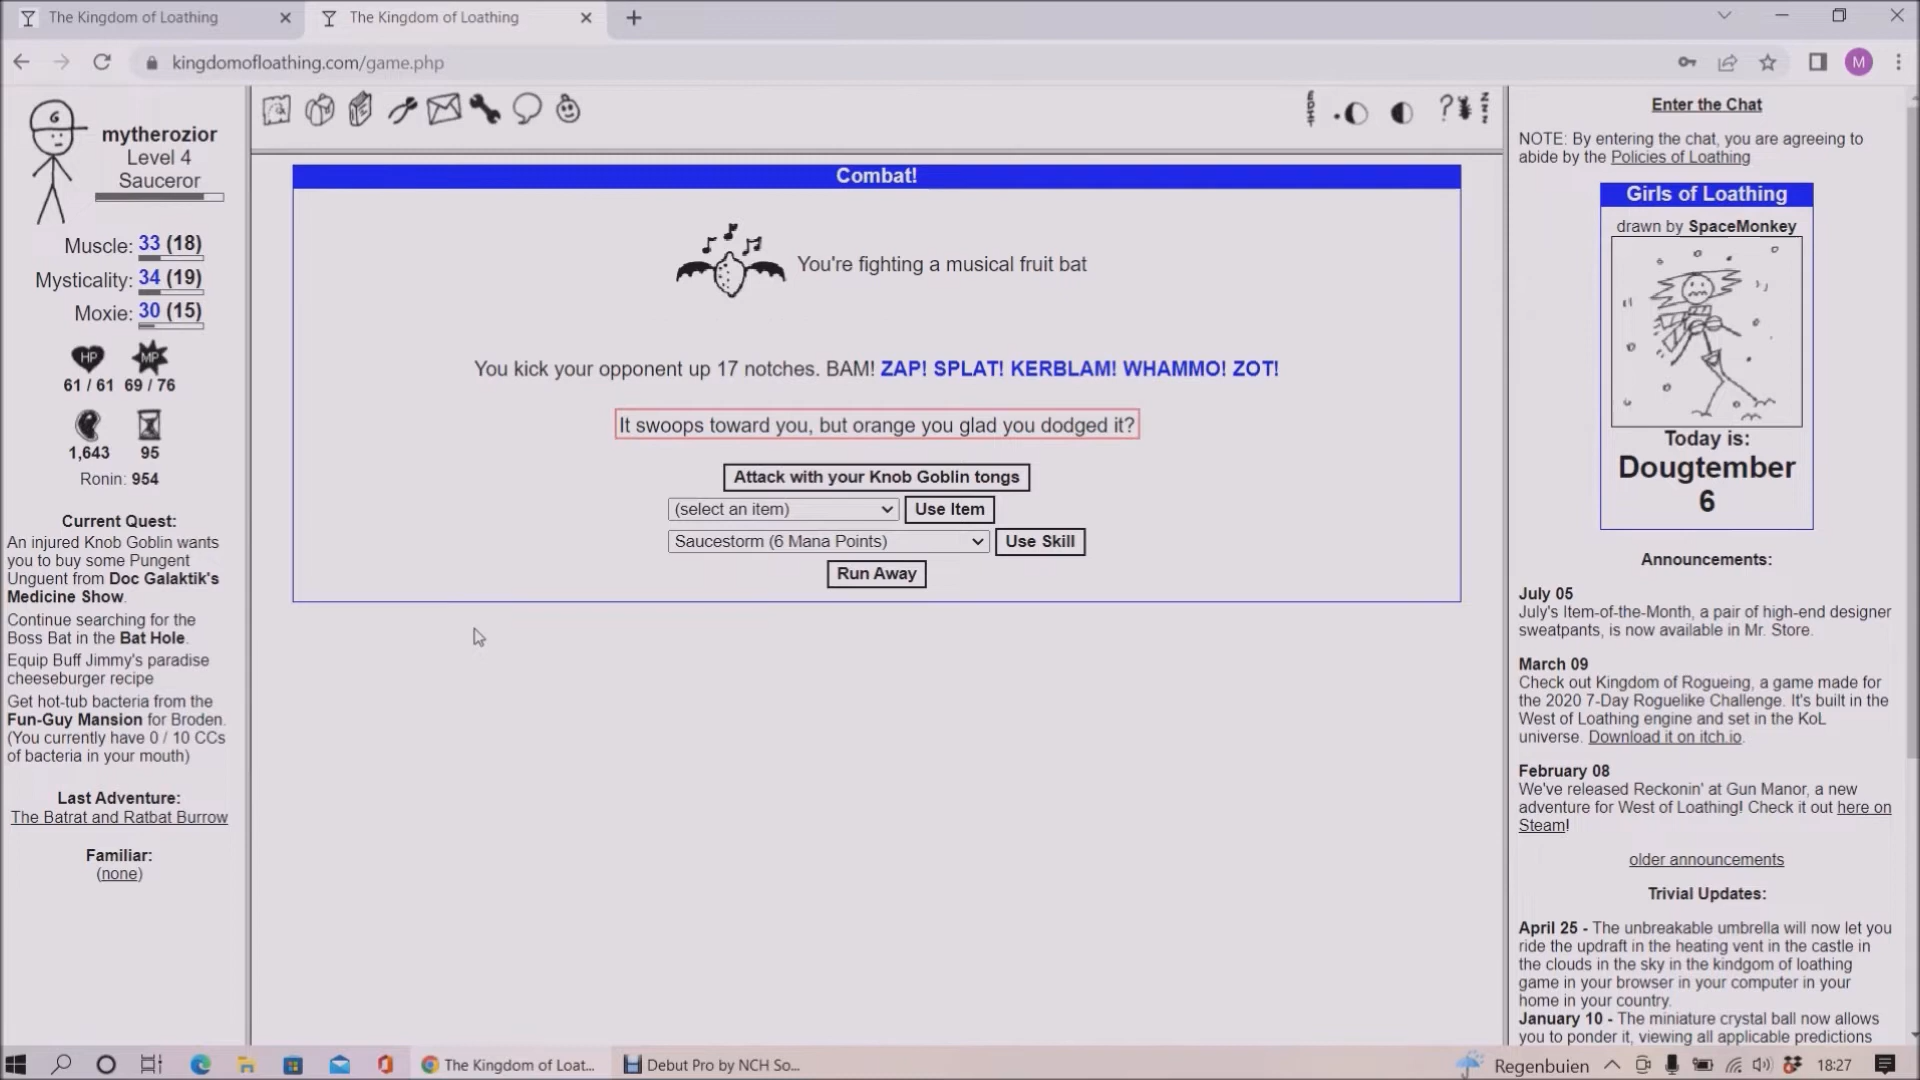 The Kingdom of Loathing
The Kingdom of Loathing
kingdomofloathing.com/game.php
M
G
mytherozior
Level 4
Sauceror
Muscle: 33 (18)
Mysticality: 34 (19)
Moxie: 30 (15)
HP MP
61 / 61 69 / 76
1,643 95
Ronin: 954
Current Quest:
An injured Knob Goblin wants
you to buy some Pungent
Unguent from Doc Galaktik's
Medicine Show.
Continue searching for the
Boss Bat in the Bat Hole.
Equip Buff Jimmy's paradise
cheeseburger recipe
Get hot-tub bacteria from the
Fun-Guy Mansion for Broden.
(You currently have 0 / 10 CCs
of bacteria in your mouth)
Last Adventure:
The Batrat and Ratbat Burrow
Familiar:
(none)
Combat!
You're fighting a musical fruit bat
You kick your opponent up 17 notches. BAM! ZAP! SPLAT! KERBLAM! WHAMMO! ZOT!
It swoops toward you, but orange you glad you dodged it?
Attack with your Knob Goblin tongs
(select an item) Use Item
Saucestorm (6 Mana Points) Use Skill
Run Away
Enter the Chat
NOTE: By entering the chat, you are agreeing to
abide by the Policies of Loathing
Girls of Loathing
drawn by SpaceMonkey
Today is:
Dougtember
6
Announcements:
July 05
July's Item-of-the-Month, a pair of high-end designer
sweatpants, is now available in Mr. Store.
March 09
Check out Kingdom of Rogueing, a game made for
the 2020 7-Day Roguelike Challenge. It's built in the
West of Loathing engine and set in the KoL
universe. Download it on itch.io.
February 08
We've released Reckonin' at Gun Manor, a new
adventure for West of Loathing! Check it out here on
Steam!
older announcements
Trivial Updates:
April 25 - The unbreakable umbrella will now let you
ride the updraft in the heating vent in the castle in
the clouds in the sky in the kindgom of loathing
game in your browser in your computer in your
home in your country.
January 10 - The miniature crystal ball now allows
you to ponder it, viewing all applicable predictions
The Kingdom of Loat...
Debut Pro by NCH So...
Regenbuien
18:27